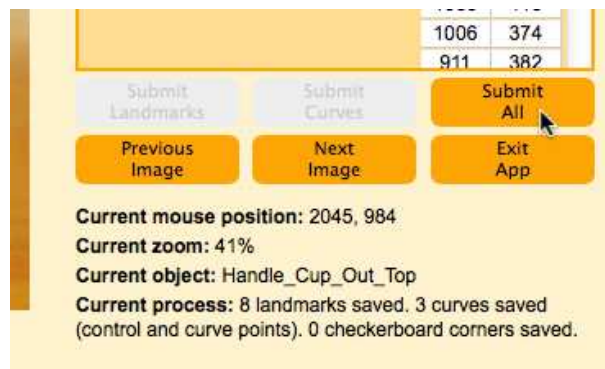 1006 374
911 382
Submit Landmarks
Submit Curves
Submit All
Previous Image
Next Image
Exit App
Current mouse position: 2045, 984
Current zoom: 41%
Current object: Handle_Cup_Out_Top
Current process: 8 landmarks saved. 3 curves saved
(control and curve points). 0 checkerboard corners saved.